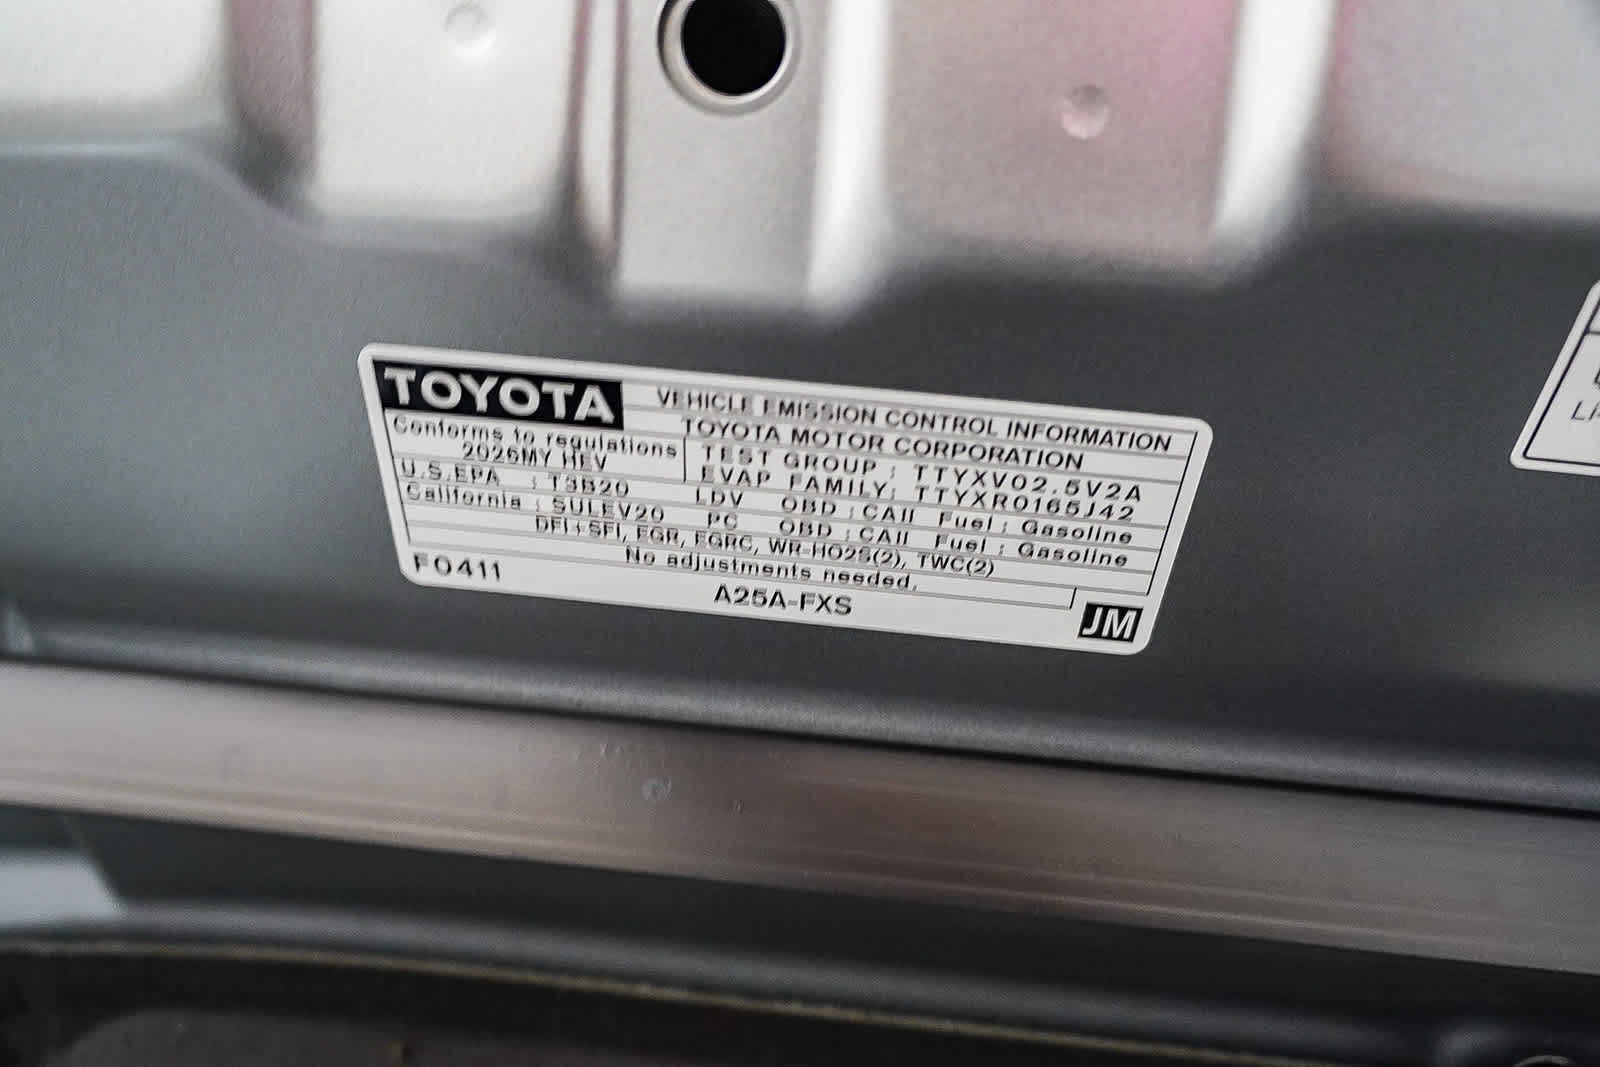 TOYOTA VEHICLE EMISSION CONTROL INFORMATION
TOYOTA MOTOR CORPORATION
Conforms to regulations
2026MY HEV
TEST GROUP : TTYXV02.5V2A
EVAP FAMILY: TTYXR0165J42
U.S.EPA : T3B20 LDV OBD : CAII Fuel : Gasoline
California : SULEV20 PC OBD : CAII Fuel : Gasoline
DFI+SFI, EGR, EGRC, WR-HO2S(2), TWC(2)
No adjustments needed.
F0411 A25A-FXS JM